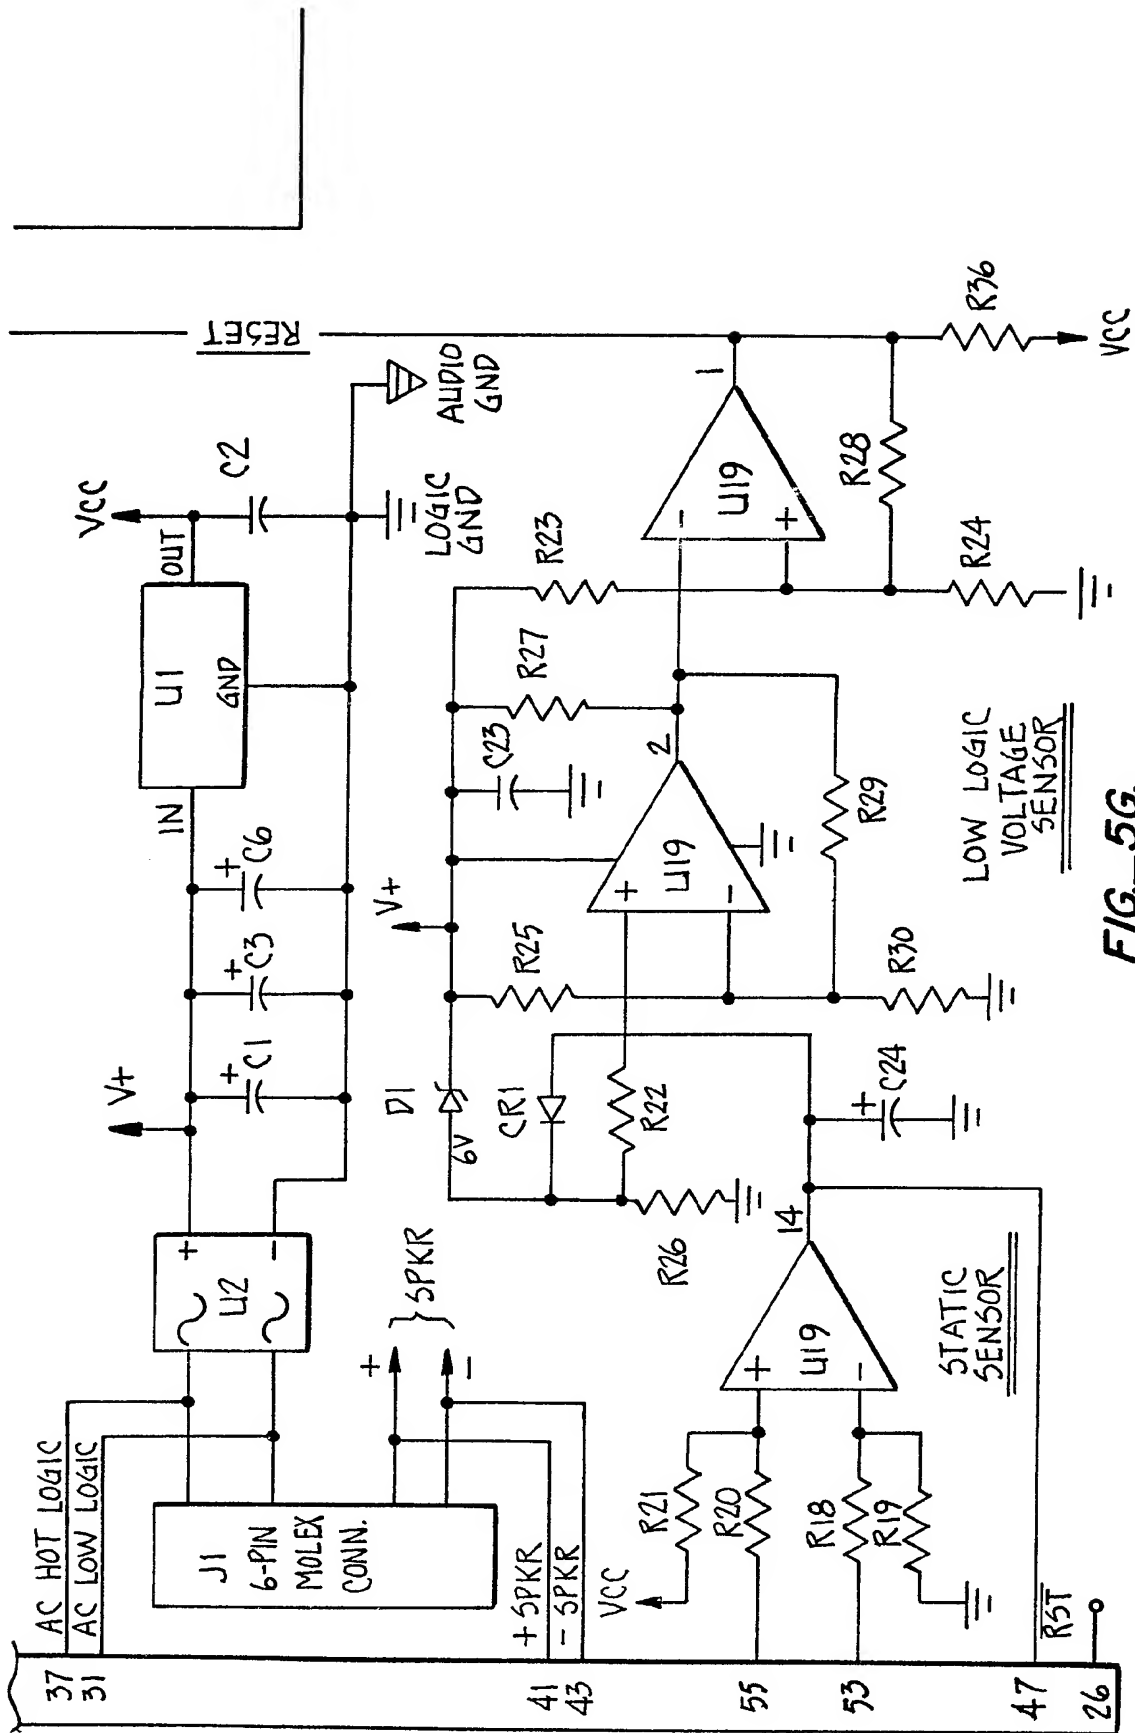 37
31
41
43
55
53
47
26
AC HOT LOGIC
AC LOW LOGIC
J1
6-PIN
MOLEX
CONN.
+ SPKR
- SPKR
+
-
} SPKR
U2
+
-
V+
+
C1
+
C3
+
C6
IN
U1
GND
OUT
VCC
C2
LOGIC
GND
AUDIO
GND
RESET
VCC
R21
R20
R18
R19
RST
+
-
U19
14
STATIC
SENSOR
R26
R22
CR1
D1
6V
+
C24
V+
R25
R30
+
-
U19
2
C23
R27
R29
R23
-
+
U19
1
R28
R24
R36
VCC
LOW LOGIC
VOLTAGE
SENSOR
FIG.—5G.